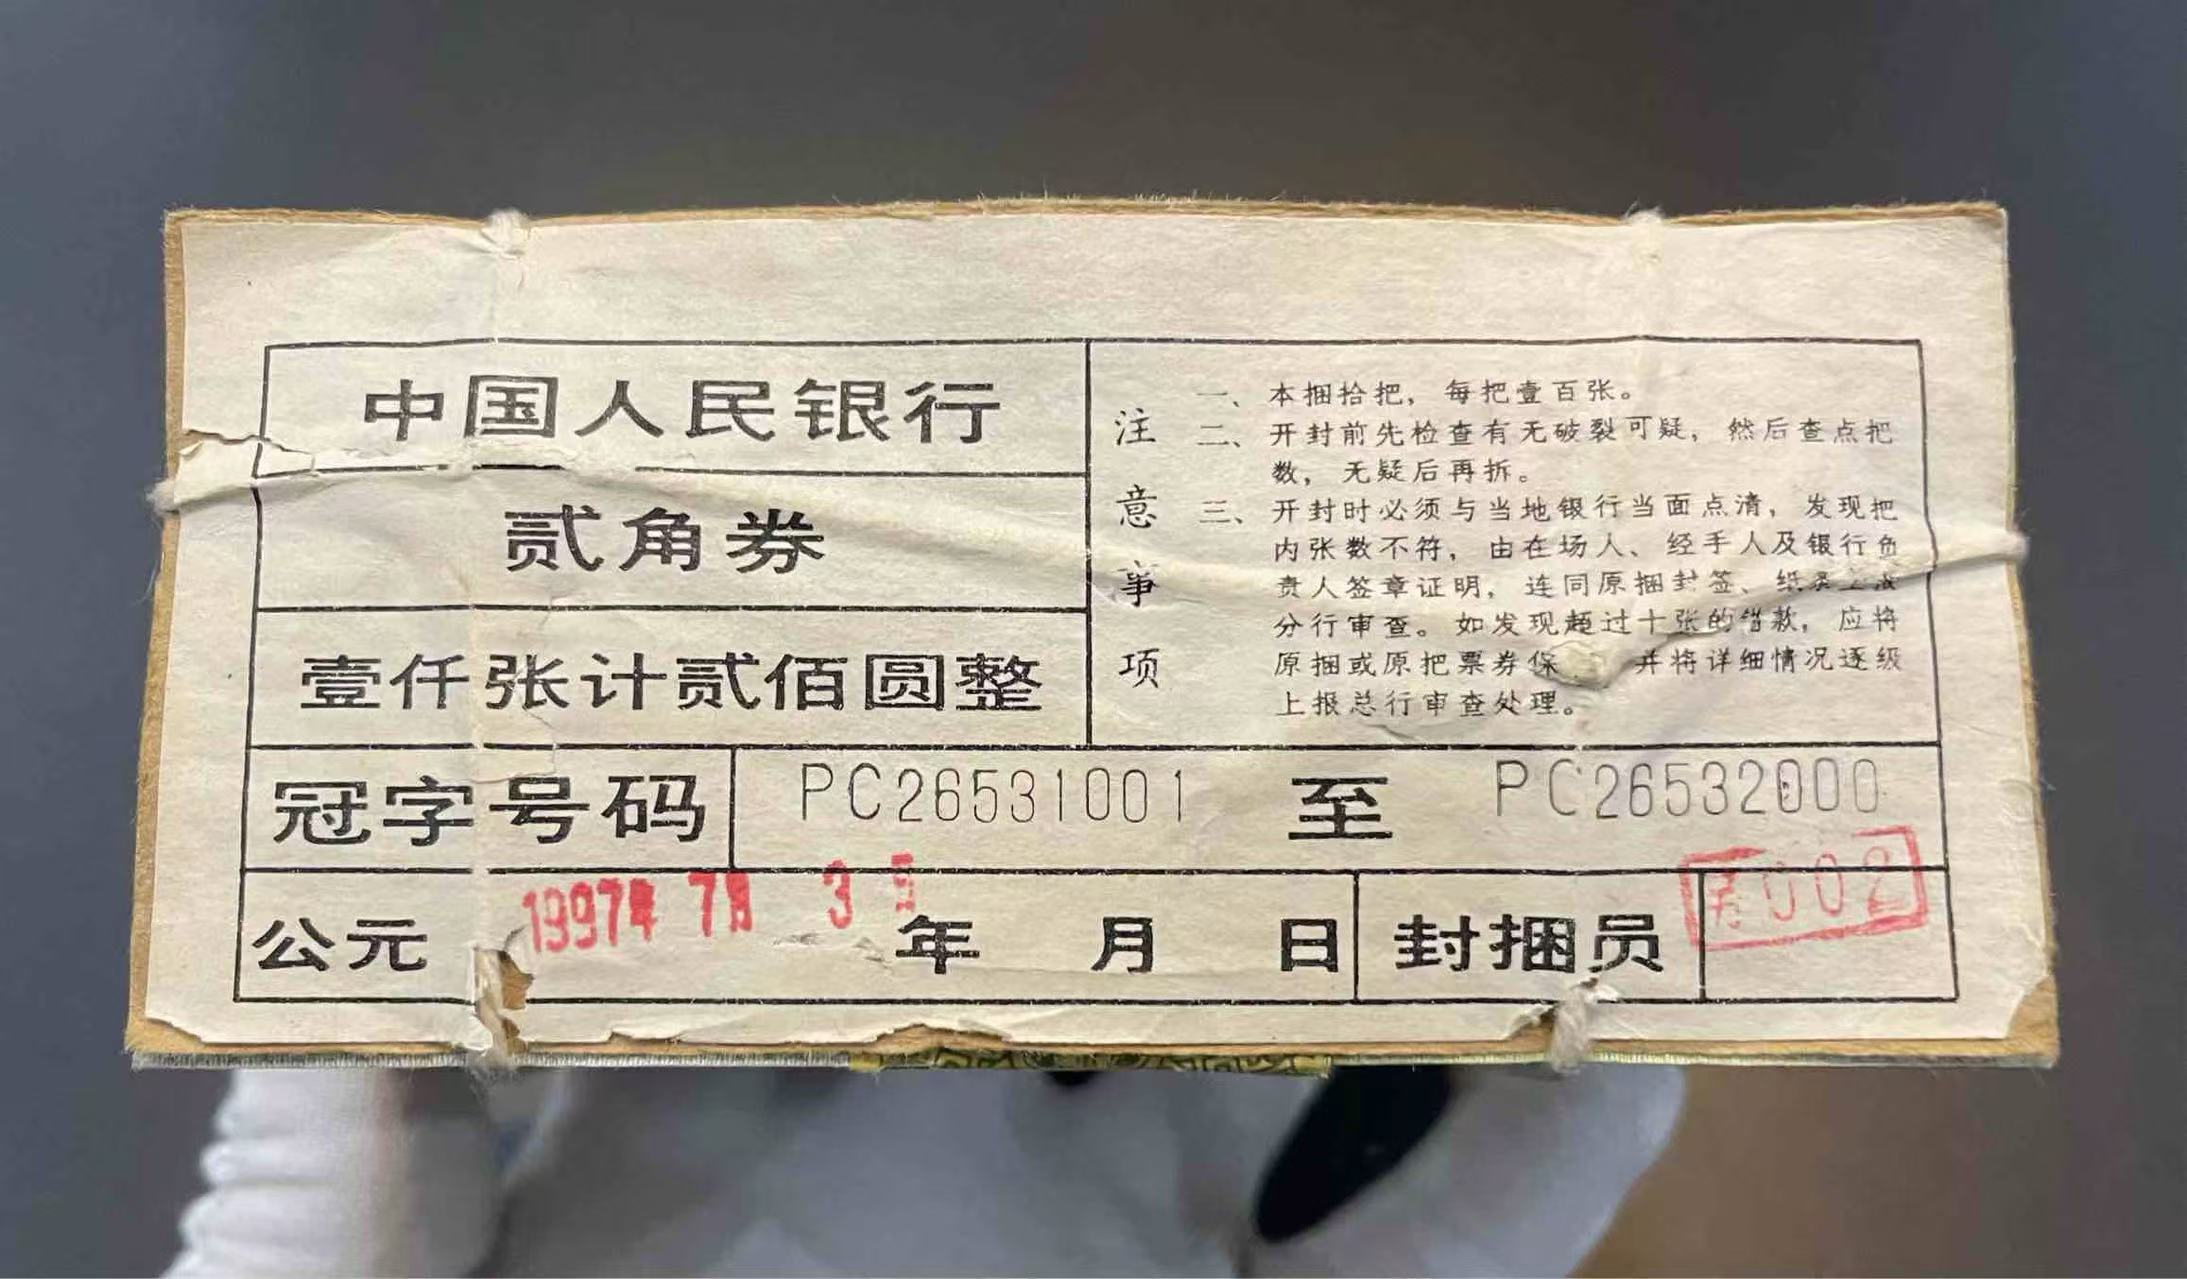 中国人民银行
贰角券
壹仟张计贰佰圆整
注意事项
一、本捆拾把，每把壹百张。
二、开封前先检查有无破裂可疑，然后查点把
数，无疑后再拆。
三、开封时必须与当地银行当面点清，发现把
内张数不符，由在场人、经手人及银行负
责人签章证明，连同原捆封签、纸条
分行审查。如发现超过十张的错款，应将
原捆或原把票券保 并将详细情况逐级
上报总行审查处理。
冠字号码 PC26531001 至 PC26532000
公元 1997年 7月 3日 年 月 日 封捆员 002